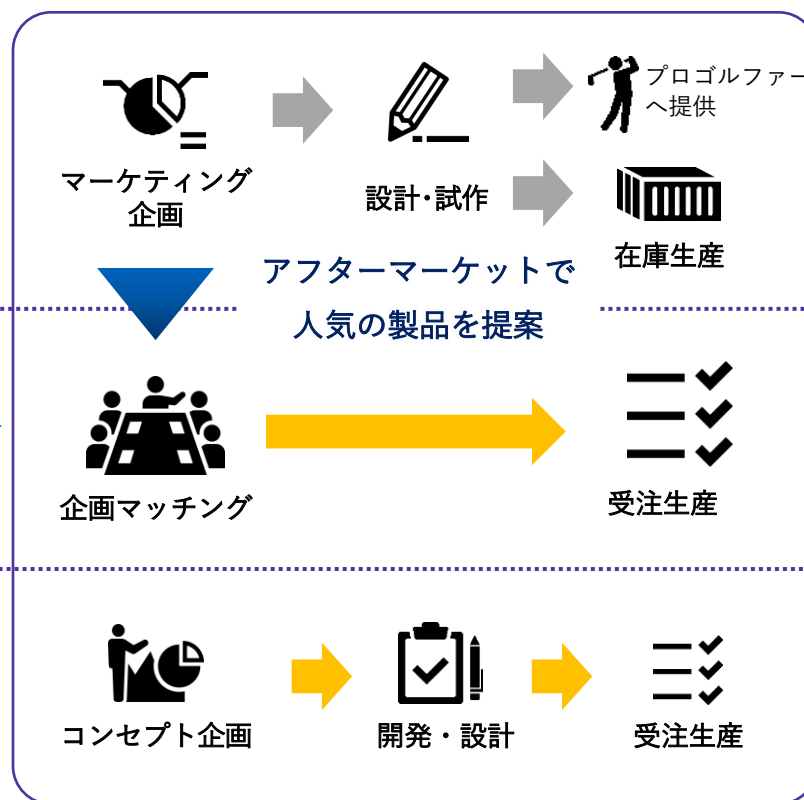 プロゴルファー
へ提供
マーケティング
企画
設計・試作
在庫生産
アフターマーケットで
人気の製品を提案
企画マッチング
受注生産
コンセプト企画
開発・設計
受注生産